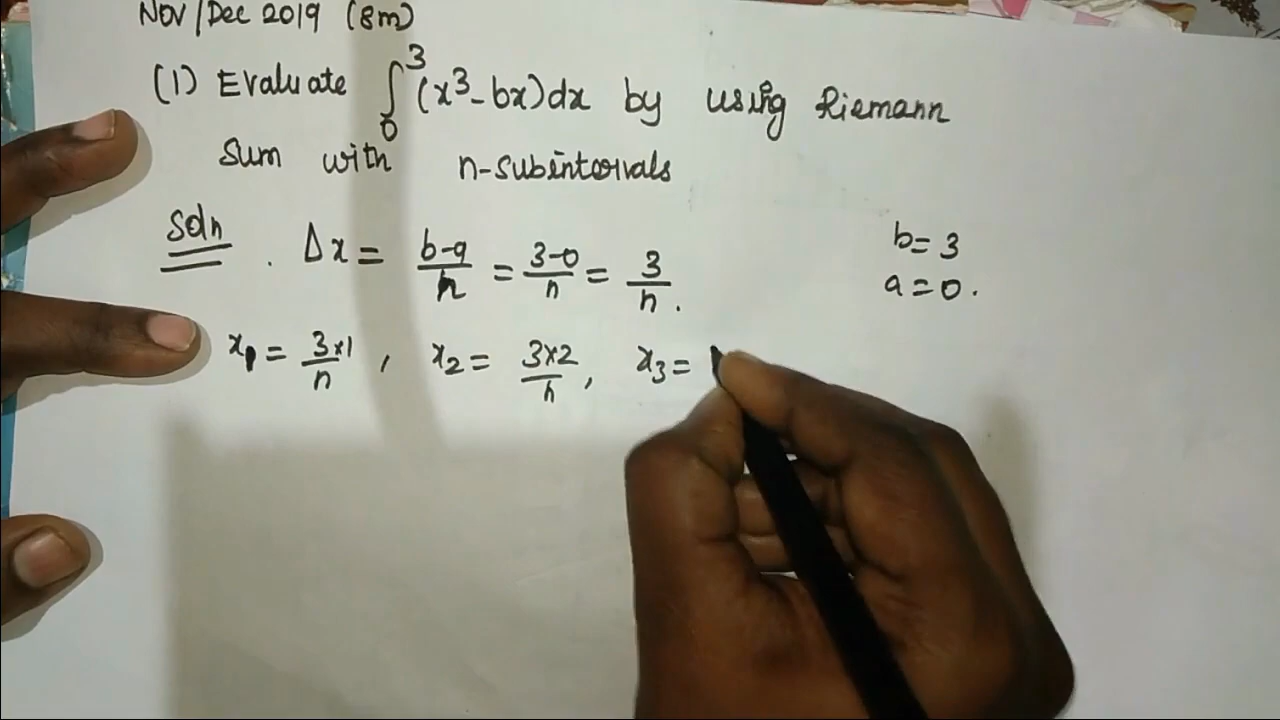 Nov/Dec 2019 (8m)
(1) Evaluate ∫₀³ (x³-6x)dx by using Riemann
Sum with n-subintervals
Soln . Δx = b-a/n = 3-0/n = 3/n.
b=3
a=0.
x₁ = 3×1/n , x₂ = 3×2/n , x₃ =